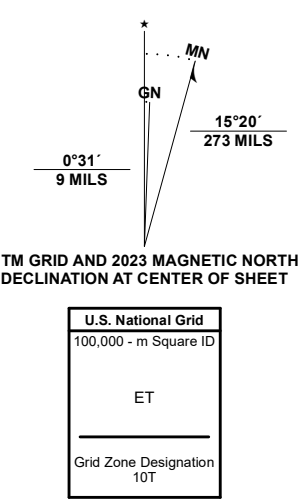 ★
MN
GN
15°20´
273 MILS
0°31´
9 MILS
TM GRID AND 2023 MAGNETIC NORTH
DECLINATION AT CENTER OF SHEET
U.S. National Grid
100,000 - m Square ID
ET
Grid Zone Designation
10T